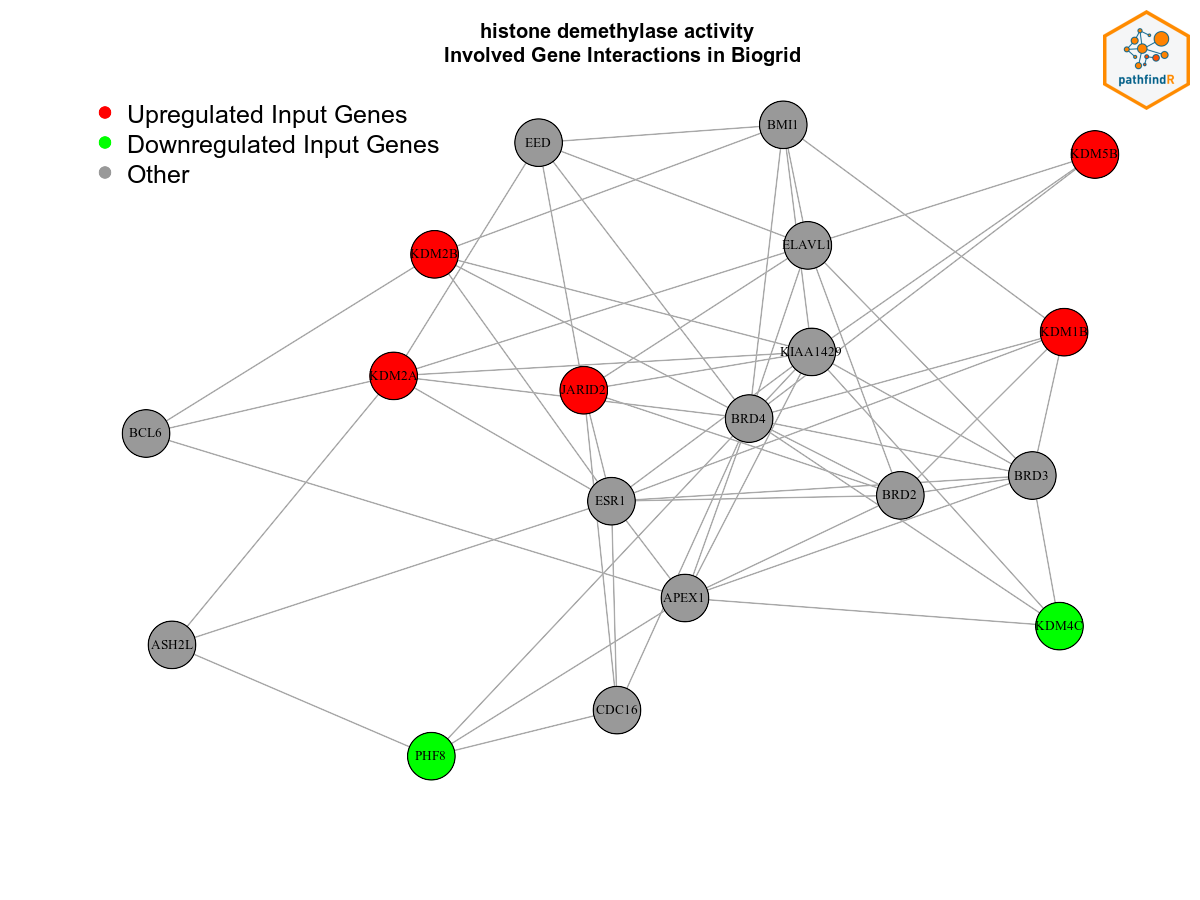 histone demethylase activity
Involved Gene Interactions in Biogrid
pathfindR
Upregulated Input Genes
Downregulated Input Genes
Other
BMI1
EED
KDM5B
ELAVL1
KDM2B
KDM1B
KIAA1429
KDM2A
JARID2
BRD4
BCL6
BRD3
BRD2
ESR1
APEX1
KDM4C
ASH2L
CDC16
PHF8